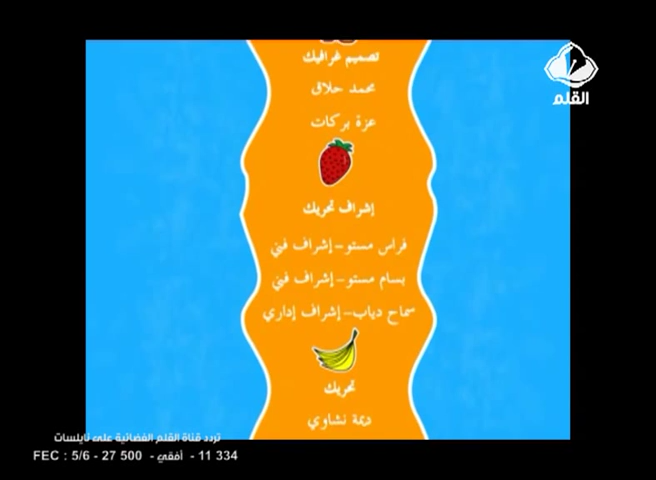 القلم
تصميم غرافيك
محمد حلاق
عزة بركات
إشراف تحريك
فراس مستو-إشراف فني
بسام مستو-إشراف فني
سماح دياب-إشراف إداري
تحريك
ديمة نشاوي
تردد قناة القلم الفضائية على نايلسات
11 334 - أفقي - 27 500 - FEC : 5/6